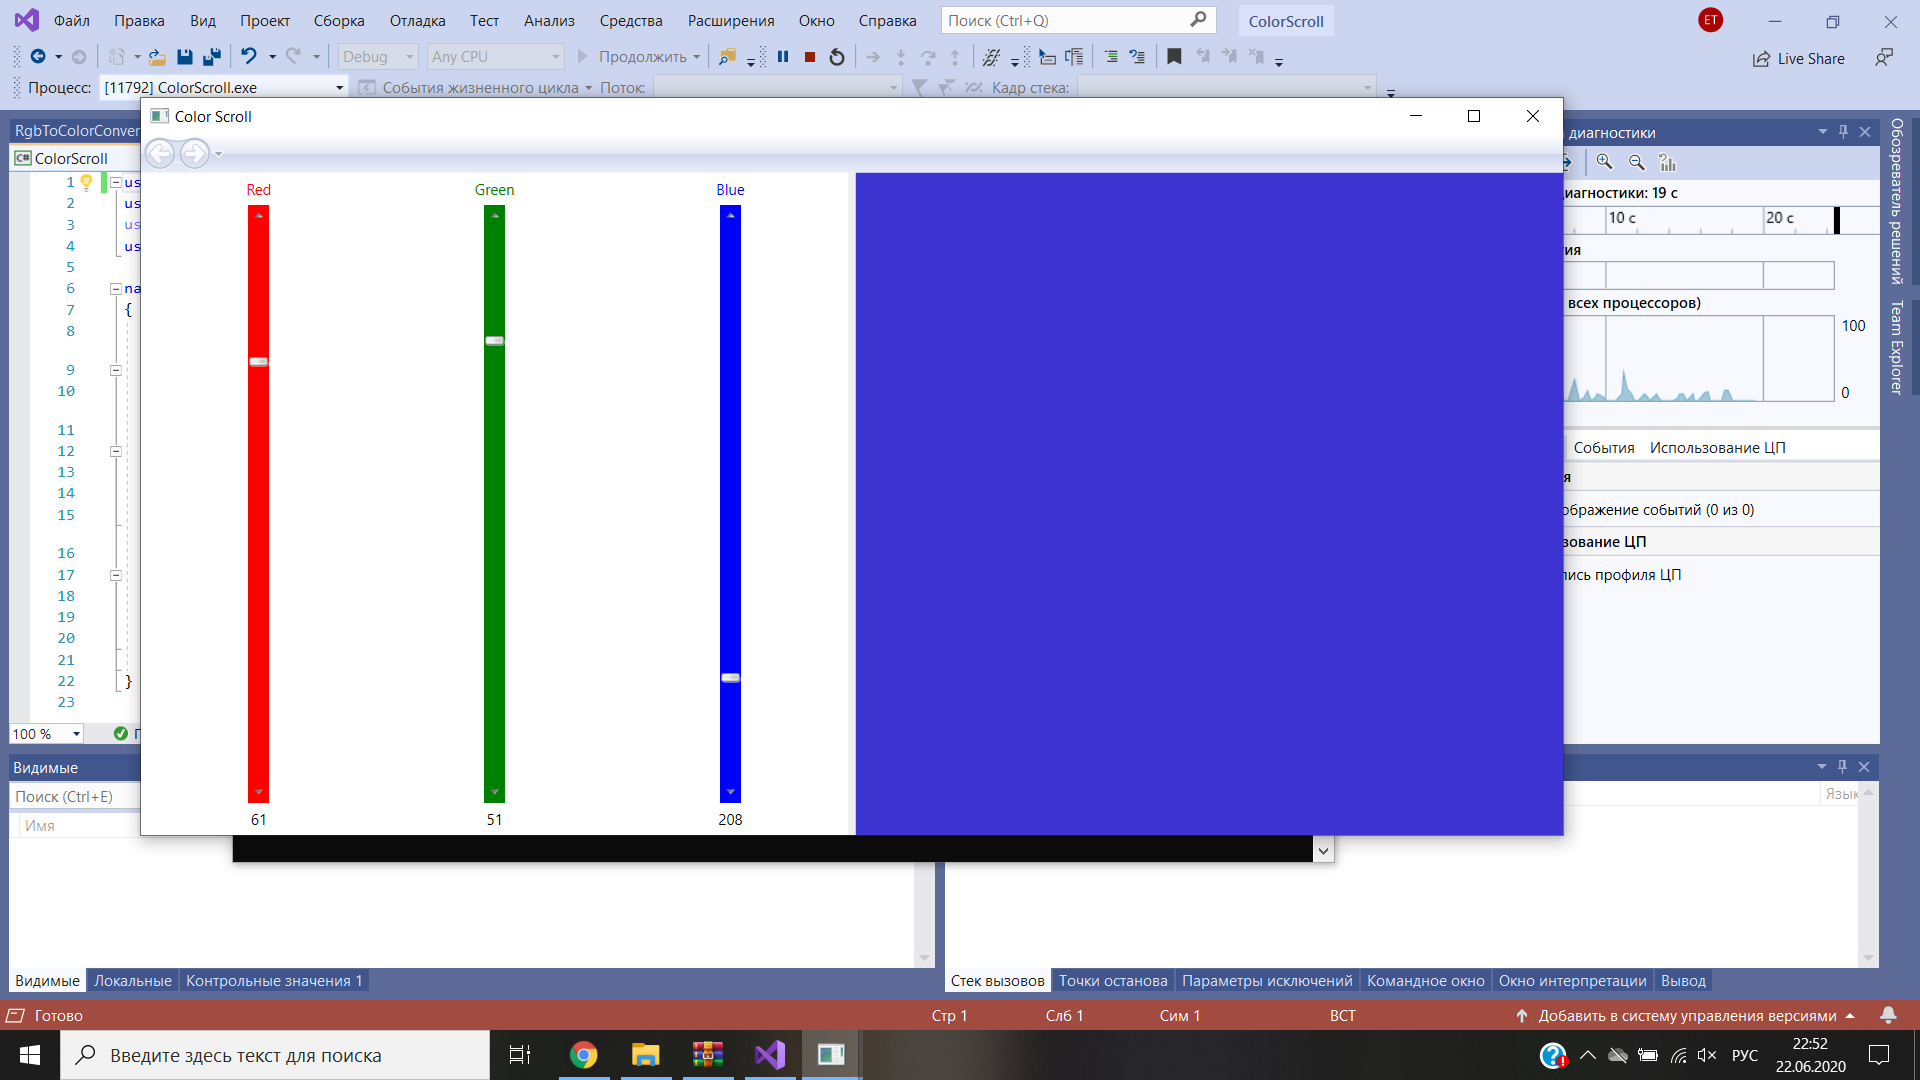 Файл Правка Вид Проект Сборка Отладка Тест Анализ Средства Расширения Окно Справка Поиск (Ctrl+Q) ColorScroll ET
Debug Any CPU Продолжить Live Share
Процесс: [11792] ColorScroll.exe События жизненного цикла Поток: Кадр стека:
Color Scroll
RgbToColorConver
диагностики
C# ColorScroll
Red Green Blue
1 us
2 us
3 us
4 us
5
6 na
7 {
8
9
10
11
12
13
14
15
16
17
18
19
20
21
22 }
23
61 51 208
иагностики: 19 с
10 с 20 с
ия
всех процессоров)
100
0
События Использование ЦП
я
ображение событий (0 из 0)
зование ЦП
пись профиля ЦП
Обозреватель решений
Team Explorer
100 %
Видимые
Поиск (Ctrl+E)
Имя
Язык
Видимые Локальные Контрольные значения 1
Стек вызовов Точки останова Параметры исключений Командное окно Окно интерпретации Вывод
Готово Стр 1 Слб 1 Сим 1 ВСТ Добавить в систему управления версиями
Введите здесь текст для поиска
РУС
22:52
22.06.2020